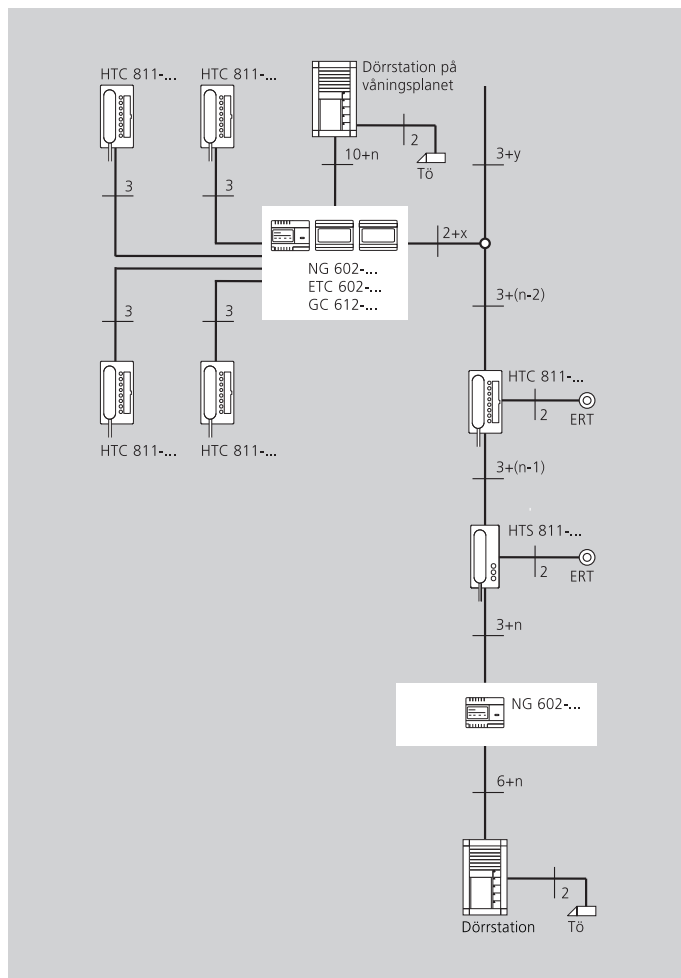 HTC 811-...
HTC 811-...
Dörrstation på
våningsplanet
2
Tö
10+n
3+y
3
3
2+x
NG 602-...
ETC 602-...
GC 612-...
3+(n-2)
3
3
HTC 811-...
2
ERT
HTC 811-...
HTC 811-...
3+(n-1)
HTS 811-...
2
ERT
3+n
NG 602-...
6+n
2
Dörrstation
Tö